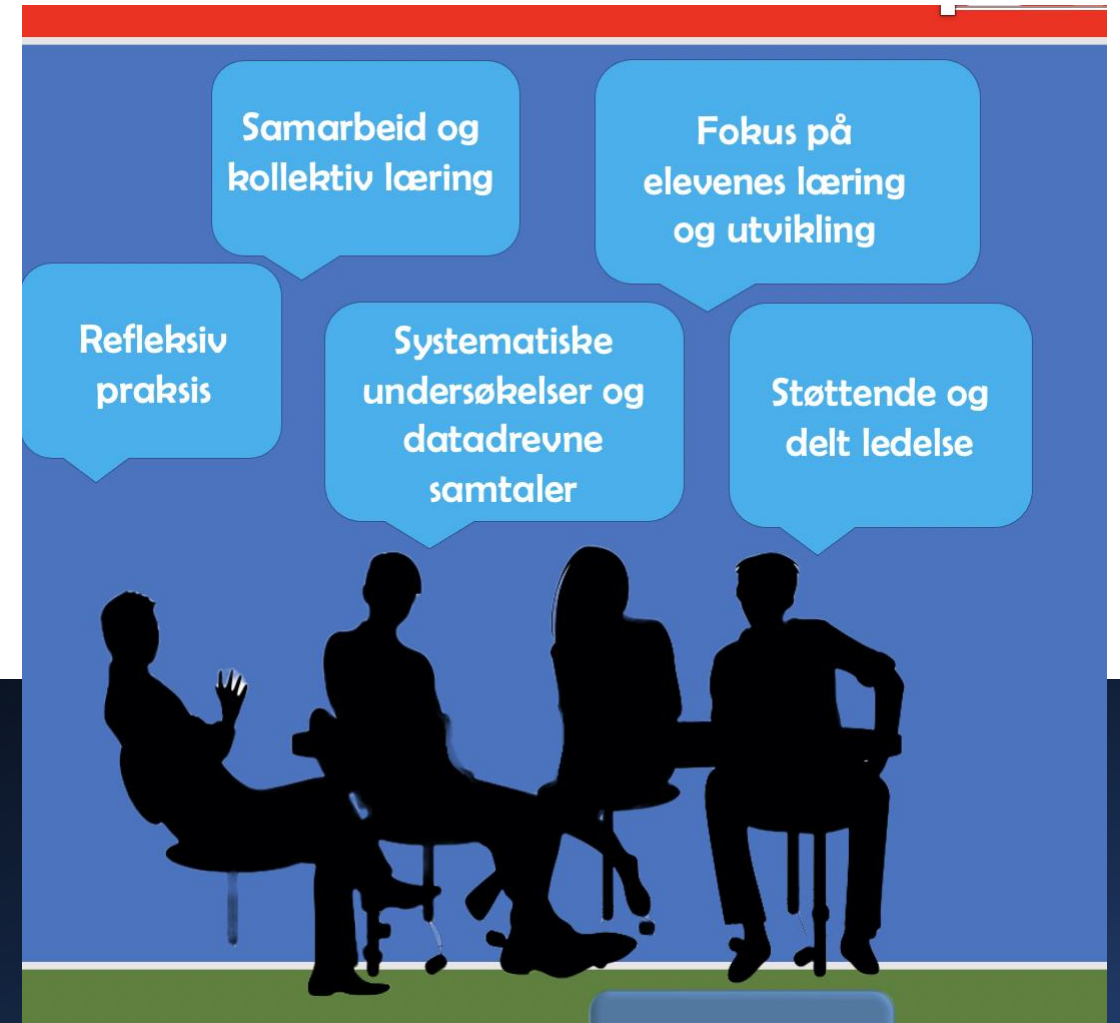 Samarbeid og
kollektiv læring
Fokus på
elevenes læring
og utvikling
Refleksiv
praksis
Systematiske
undersøkelser og
datadrevne
samtaler
Støttende og
delt ledelse